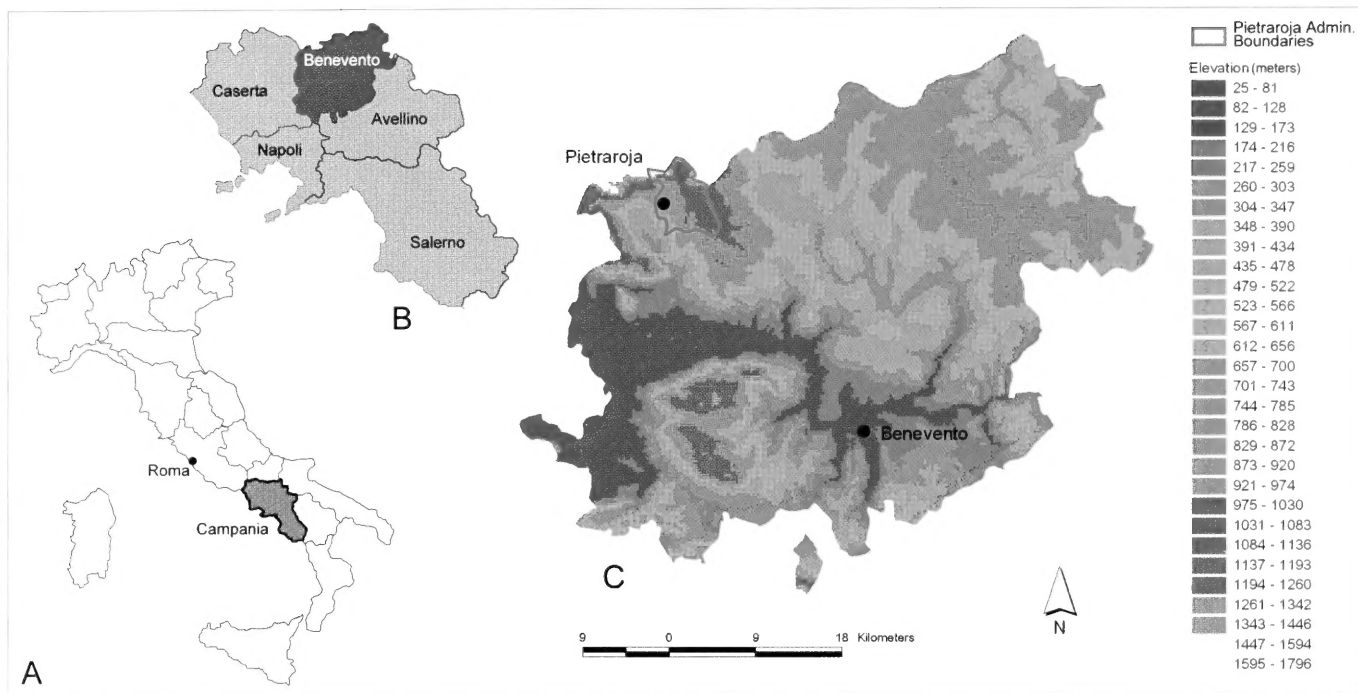 A
Roma
Campania
B
Benevento
Caserta
Avellino
Napoli
Salerno
C
Pietraroja
Benevento
9 0 9 18 Kilometers
N
Pietraroja Admin.
Boundaries
Elevation (meters)
25 - 81
82 - 128
129 - 173
174 - 216
217 - 259
260 - 303
304 - 347
348 - 390
391 - 434
435 - 478
479 - 522
523 - 566
567 - 611
612 - 656
657 - 700
701 - 743
744 - 785
786 - 828
829 - 872
873 - 920
921 - 974
975 - 1030
1031 - 1083
1084 - 1136
1137 - 1193
1194 - 1260
1261 - 1342
1343 - 1446
1447 - 1594
1595 - 1796